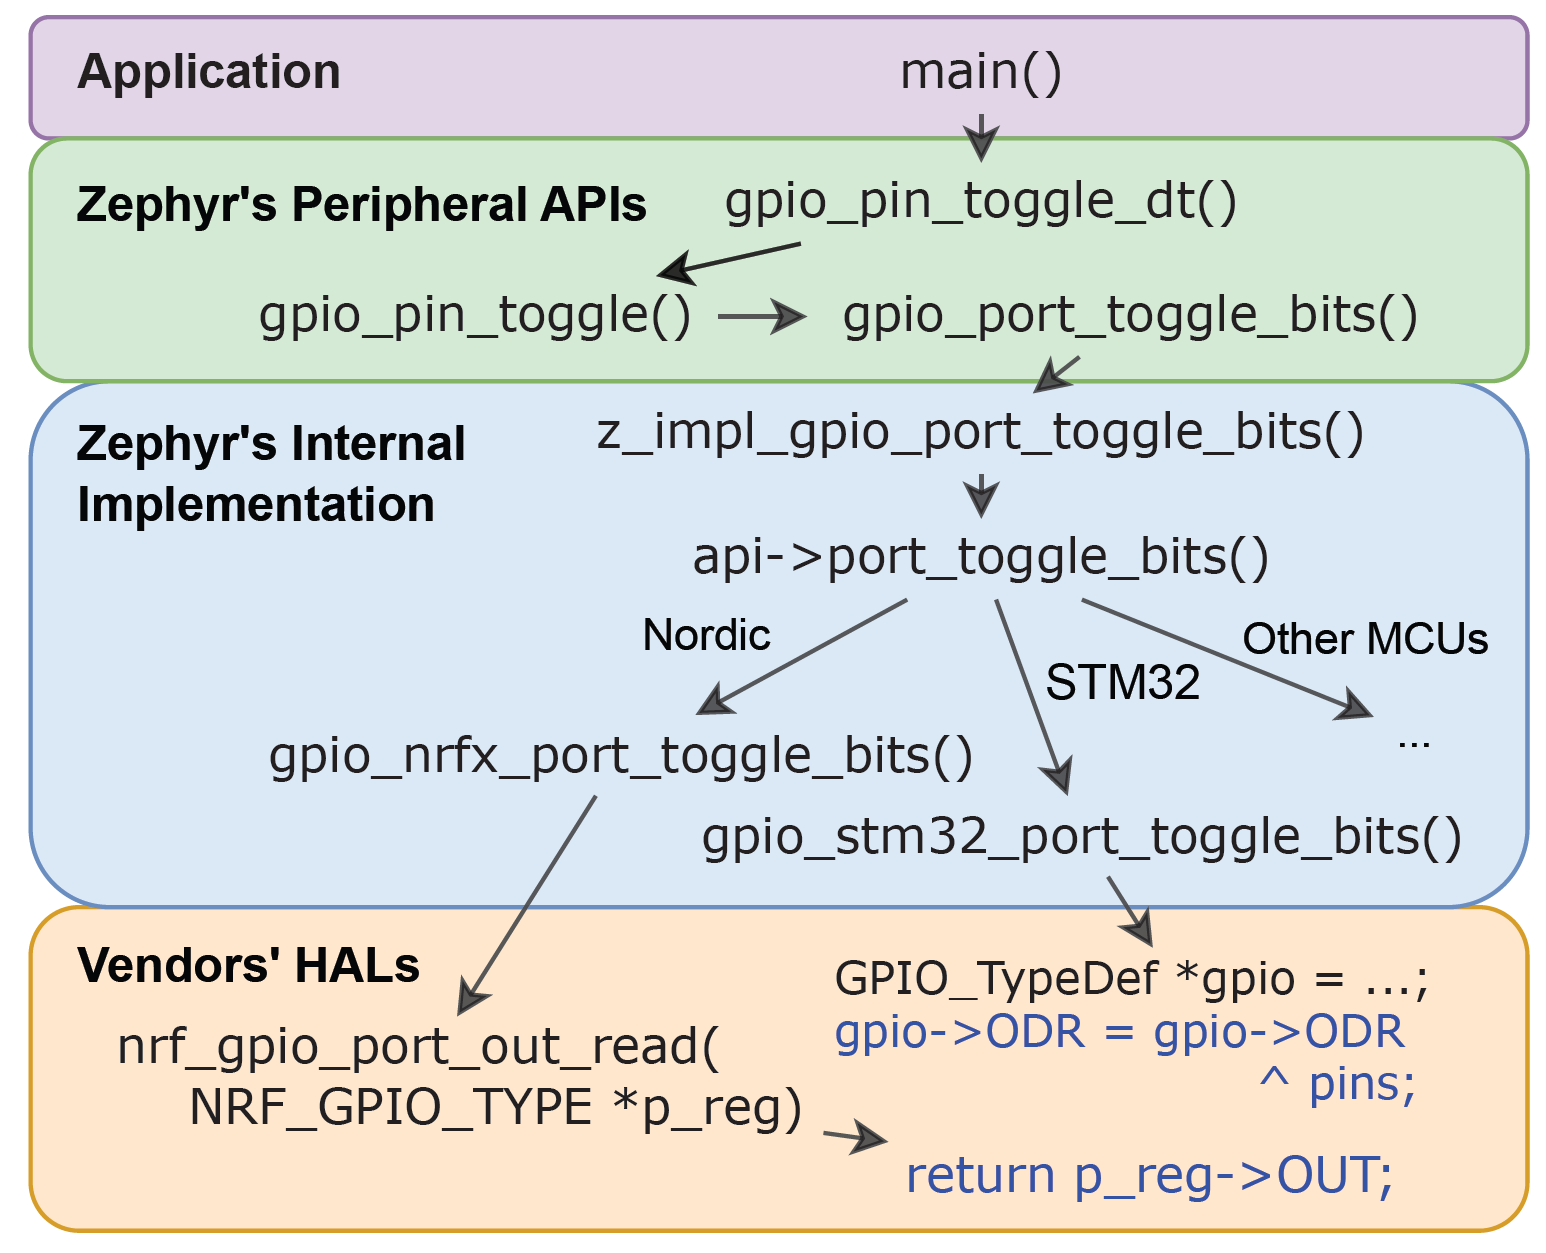 Application
main()
Zephyr's Peripheral APIs
gpio_pin_toggle_dt()
gpio_pin_toggle()
gpio_port_toggle_bits()
Zephyr's Internal
Implementation
z_impl_gpio_port_toggle_bits()
api->port_toggle_bits()
Nordic
STM32
Other MCUs
gpio_nrfx_port_toggle_bits()
...
gpio_stm32_port_toggle_bits()
Vendors' HALs
nrf_gpio_port_out_read(
NRF_GPIO_TYPE *p_reg)
GPIO_TypeDef *gpio = ...;
gpio->ODR = gpio->ODR
^ pins;
return p_reg->OUT;